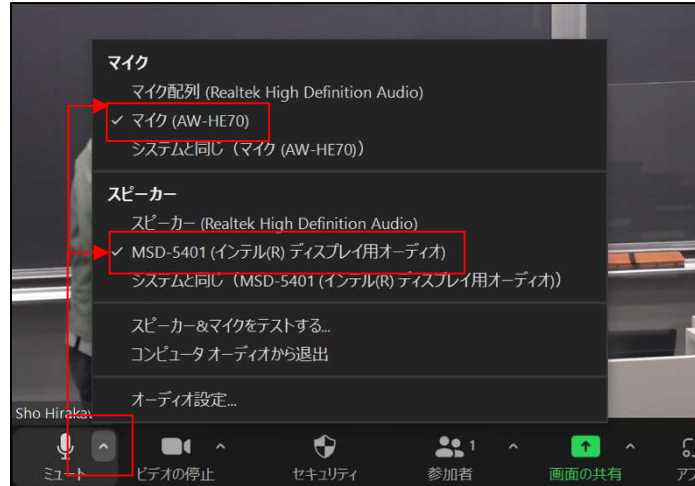 マイク
マイク配列 (Realtek High Definition Audio)
✓ マイク (AW-HE70)
システムと同じ（マイク (AW-HE70)）
スピーカー
スピーカー (Realtek High Definition Audio)
✓ MSD-5401 (インテル(R) ディスプレイ用オーディオ)
システムと同じ（MSD-5401 (インテル(R) ディスプレイ用オーディオ)）
スピーカー&マイクをテストする...
コンピュータ オーディオから退出
オーディオ設定...
Sho
1
ミュート ビデオの停止 セキュリティ 参加者 画面の共有